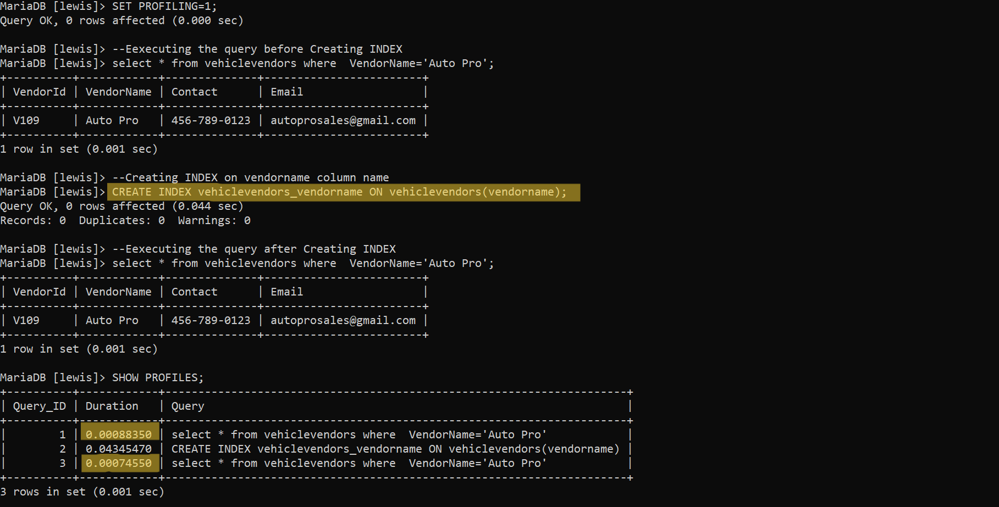 MariaDB [lewis]> SET PROFILING=1;
Query OK, 0 rows affected (0.000 sec)

MariaDB [lewis]> --Eexecuting the query before Creating INDEX
MariaDB [lewis]> select * from vehiclevendors where  VendorName='Auto Pro';
+----------+------------+--------------+------------------------+
| VendorId | VendorName | Contact      | Email                  |
+----------+------------+--------------+------------------------+
| V109     | Auto Pro   | 456-789-0123 | autoprosales@gmail.com |
+----------+------------+--------------+------------------------+
1 row in set (0.001 sec)

MariaDB [lewis]> --Creating INDEX on vendorname column name
MariaDB [lewis]> CREATE INDEX vehiclevendors_vendorname ON vehiclevendors(vendorname);
Query OK, 0 rows affected (0.044 sec)
Records: 0  Duplicates: 0  Warnings: 0

MariaDB [lewis]> --Eexecuting the query after Creating INDEX
MariaDB [lewis]> select * from vehiclevendors where  VendorName='Auto Pro';
+----------+------------+--------------+------------------------+
| VendorId | VendorName | Contact      | Email                  |
+----------+------------+--------------+------------------------+
| V109     | Auto Pro   | 456-789-0123 | autoprosales@gmail.com |
+----------+------------+--------------+------------------------+
1 row in set (0.001 sec)

MariaDB [lewis]> SHOW PROFILES;
+----------+------------+----------------------------------------------------------------------+
| Query_ID | Duration   | Query                                                                |
+----------+------------+----------------------------------------------------------------------+
|        1 | 0.00088350 | select * from vehiclevendors where  VendorName='Auto Pro'            |
|        2 | 0.04345470 | CREATE INDEX vehiclevendors_vendorname ON vehiclevendors(vendorname) |
|        3 | 0.00074550 | select * from vehiclevendors where  VendorName='Auto Pro'            |
+----------+------------+----------------------------------------------------------------------+
3 rows in set (0.001 sec)